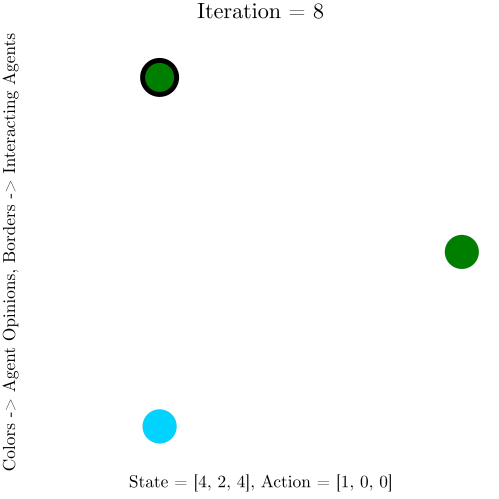 Iteration = 8
Colors -> Agent Opinions, Borders -> Interacting Agents
State = [4, 2, 4], Action = [1, 0, 0]